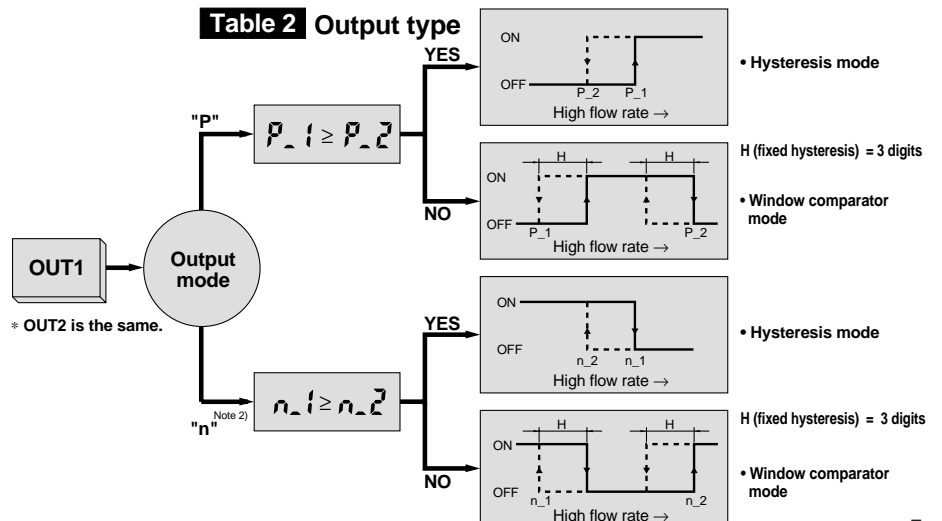 Table 2 Output type
YES
ON
OFF
P_2 P_1
High flow rate →
• Hysteresis mode
"P"
P_1 ≥ P_2
H (fixed hysteresis) = 3 digits
H H
ON
OFF
P_1 P_2
High flow rate →
• Window comparator
mode
NO
OUT1
Output
mode
* OUT2 is the same.
YES
ON
OFF
n_2 n_1
High flow rate →
• Hysteresis mode
n_1 ≥ n_2
Note 2)
"n"
H (fixed hysteresis) = 3 digits
H H
ON
OFF
n_1 n_2
High flow rate →
• Window comparator
mode
NO